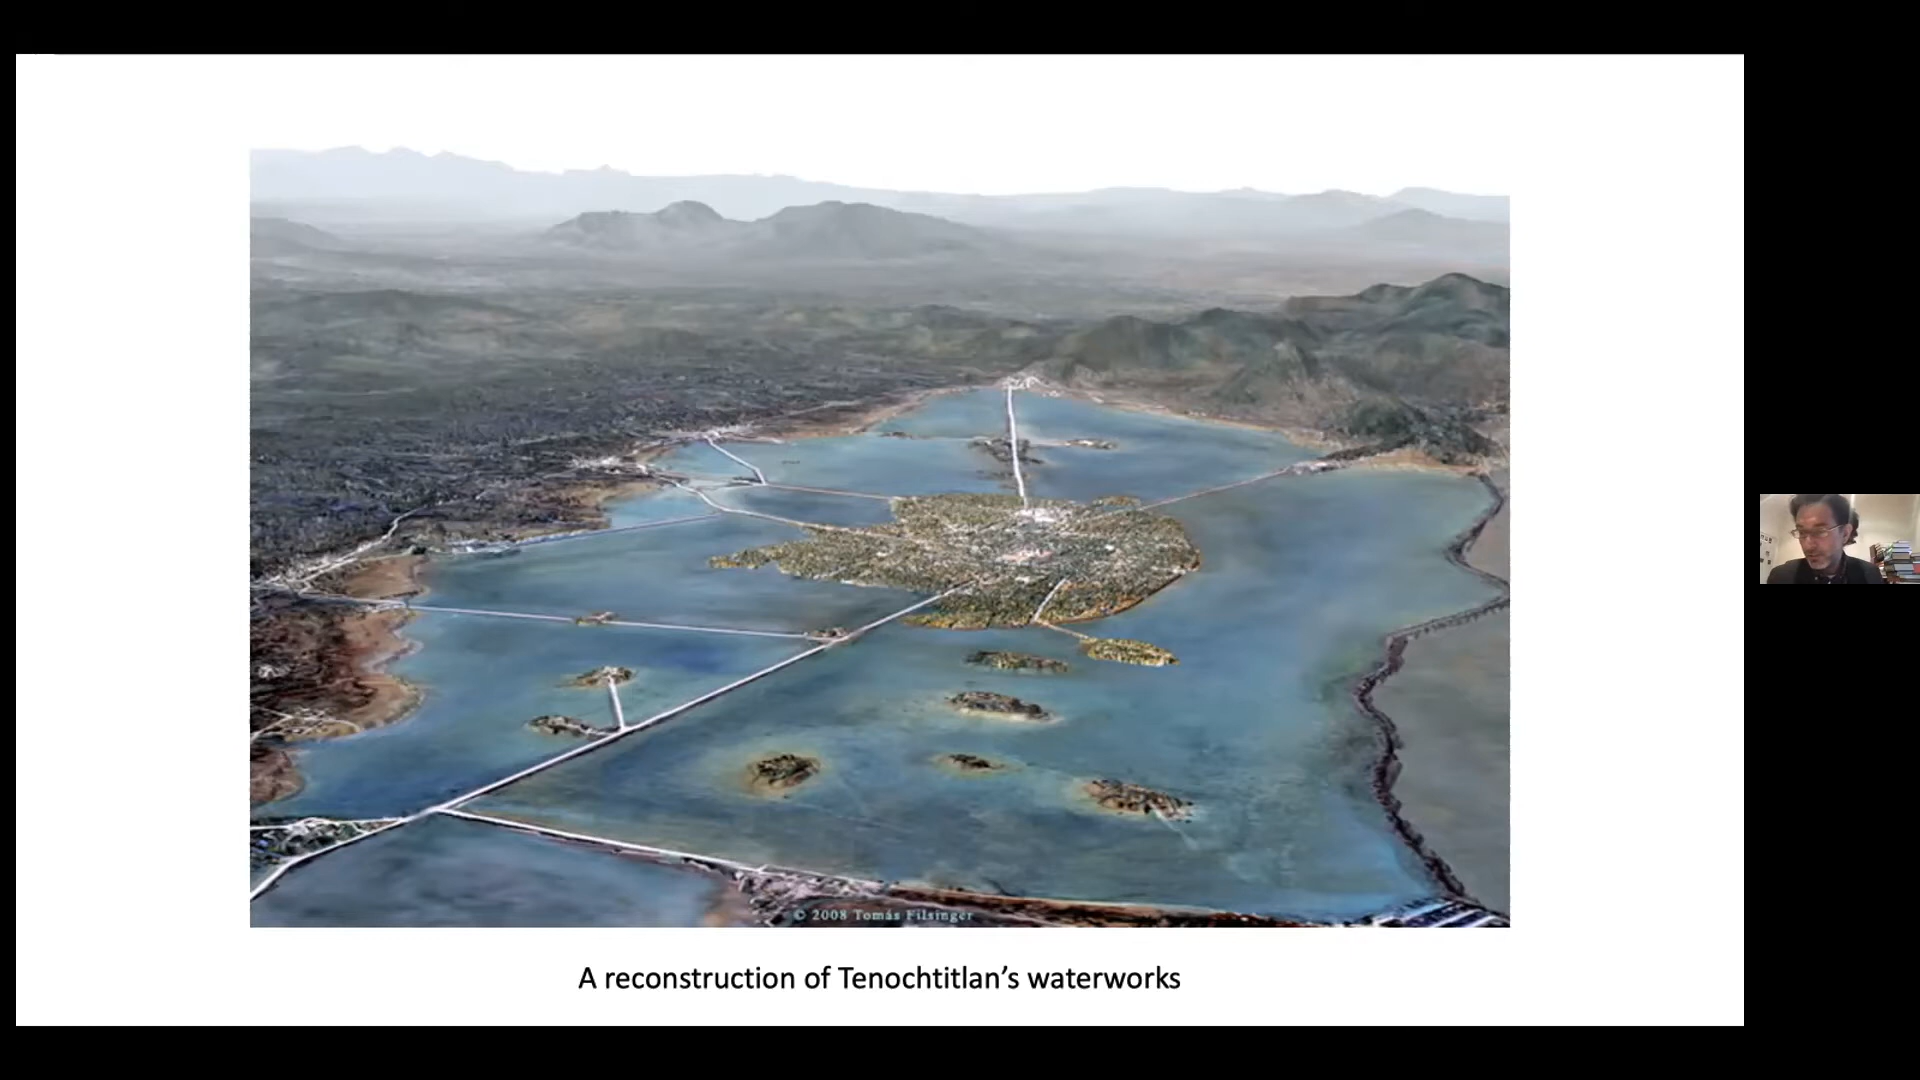 © 2008 Tomás Filsinger
A reconstruction of Tenochtitlan’s waterworks